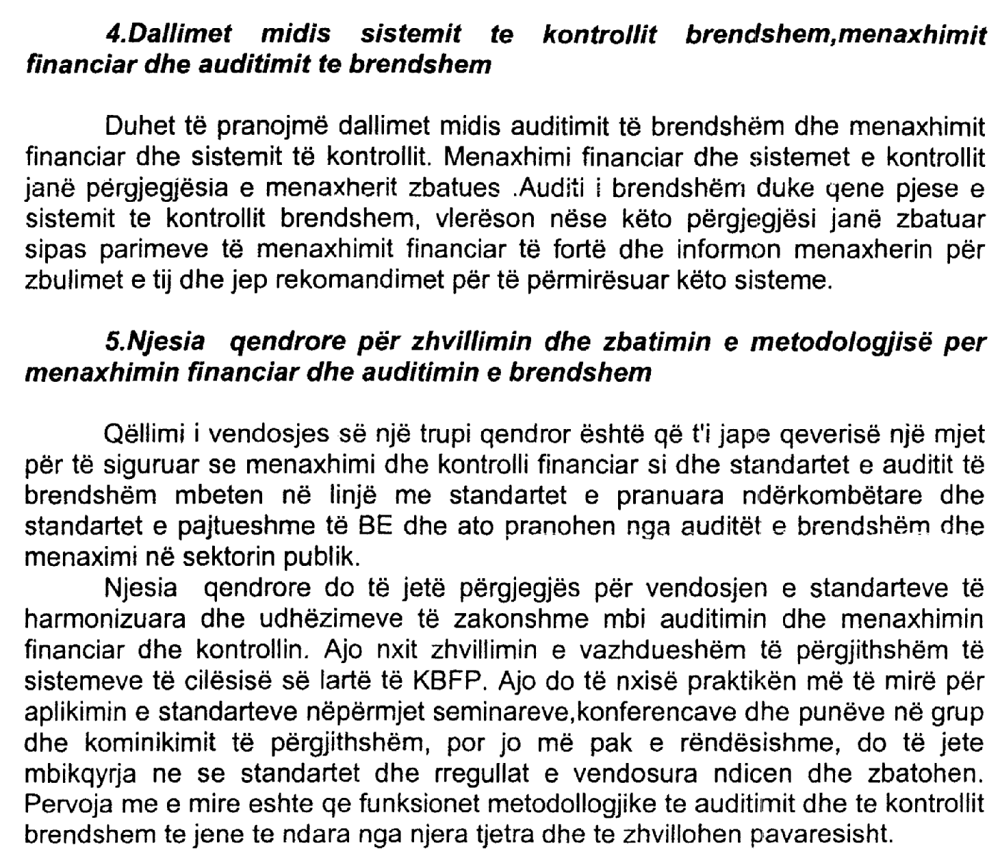 4.Dallimet midis sistemit te kontrollit brendshem,menaxhimit
financiar dhe auditimit te brendshem
Duhet të pranojmë dallimet midis auditimit të brendshëm dhe menaxhimit
financiar dhe sistemit të kontrollit. Menaxhimi financiar dhe sistemet e kontrollit
janë përgjegjësia e menaxherit zbatues .Auditi i brendshëm duke qene pjese e
sistemit te kontrollit brendshem, vlerëson nëse këto përgjegjësi janë zbatuar
sipas parimeve të menaxhimit financiar të fortë dhe informon menaxherin për
zbulimet e tij dhe jep rekomandimet për të përmirësuar këto sisteme.
5.Njesia qendrore për zhvillimin dhe zbatimin e metodologjisë per
menaxhimin financiar dhe auditimin e brendshem
Qëllimi i vendosjes së një trupi qendror është që t'i jape qeverisë një mjet
për të siguruar se menaxhimi dhe kontrolli financiar si dhe standartet e auditit të
brendshëm mbeten në linjë me standartet e pranuara ndërkombëtare dhe
standartet e pajtueshme të BE dhe ato pranohen nga auditët e brendshëm dhe
menaximi në sektorin publik.
Njesia qendrore do të jetë përgjegjës për vendosjen e standarteve të
harmonizuara dhe udhëzimeve të zakonshme mbi auditimin dhe menaxhimin
financiar dhe kontrollin. Ajo nxit zhvillimin e vazhdueshëm të përgjithshëm të
sistemeve të cilësisë së lartë të KBFP. Ajo do të nxisë praktikën më të mirë për
aplikimin e standarteve nëpërmjet seminareve,konferencave dhe punëve në grup
dhe kominikimit të përgjithshëm, por jo më pak e rëndësishme, do të jete
mbikqyrja ne se standartet dhe rregullat e vendosura ndicen dhe zbatohen.
Pervoja me e mire eshte qe funksionet metodollogjike te auditimit dhe te kontrollit
brendshem te jene te ndara nga njera tjetra dhe te zhvillohen pavaresisht.